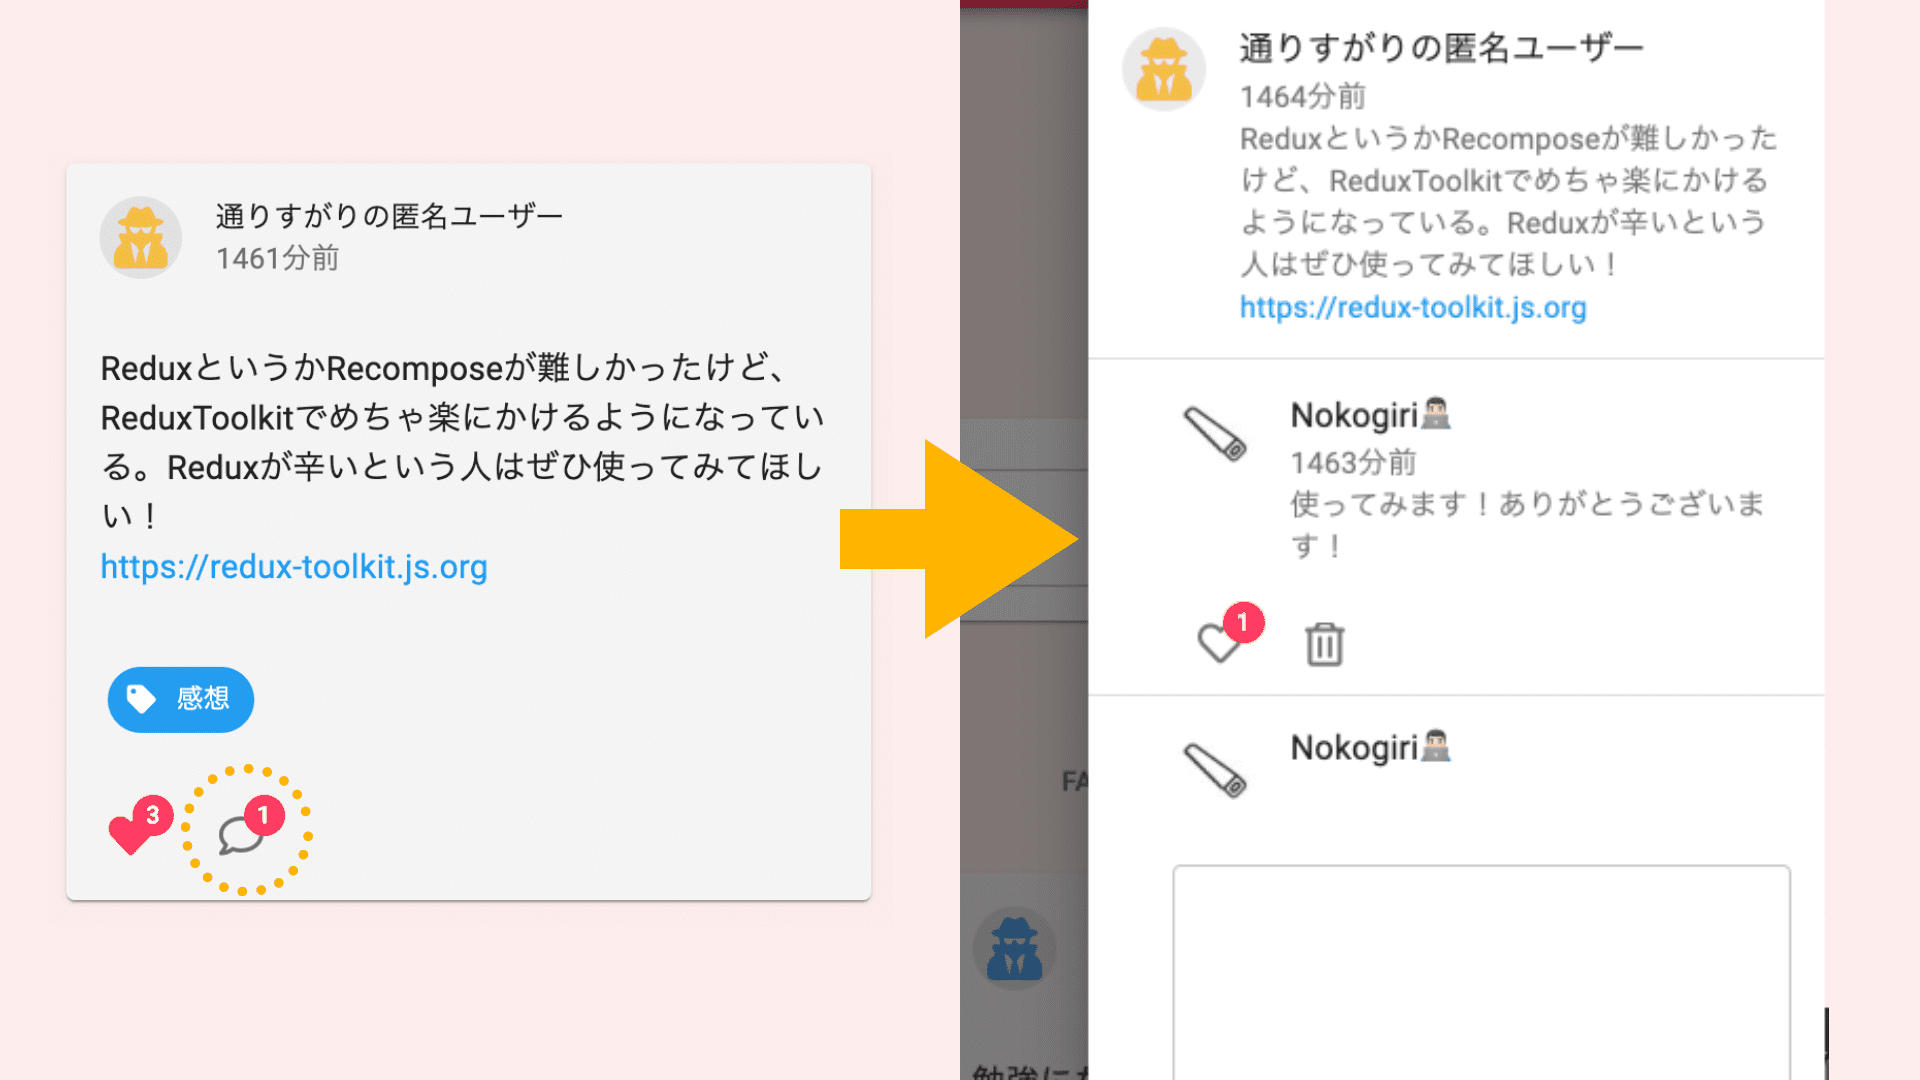 通りすがりの匿名ユーザー
1461分前
ReduxというかRecomposeが難しかったけど、
ReduxToolkitでめちゃ楽にかけるようになってい
る。Reduxが辛いという人はぜひ使ってみてほし
い！
https://redux-toolkit.js.org
感想
3
1
通りすがりの匿名ユーザー
1464分前
ReduxというかRecomposeが難しかった
けど、ReduxToolkitでめちゃ楽にかける
ようになっている。Reduxが辛いという
人はぜひ使ってみてほしい！
https://redux-toolkit.js.org
Nokogiri👨🏻‍💻
1463分前
使ってみます！ありがとうございま
す！
1
Nokogiri👨🏻‍💻
FA
勉強にな